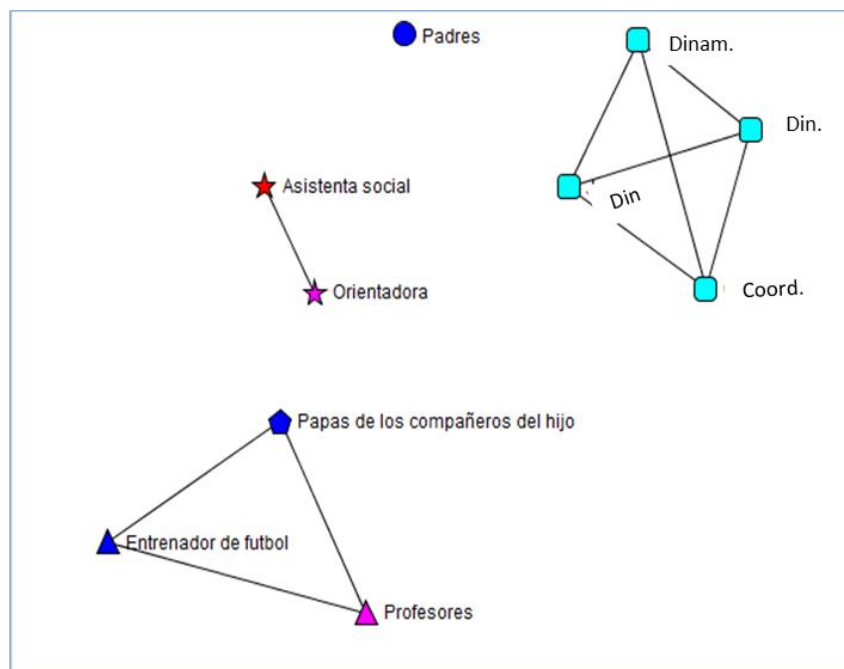 Padres
Dinam.
Din.
Asistenta social
Din
Orientadora
Coord.
Papas de los compañeros del hijo
Entrenador de futbol
Profesores